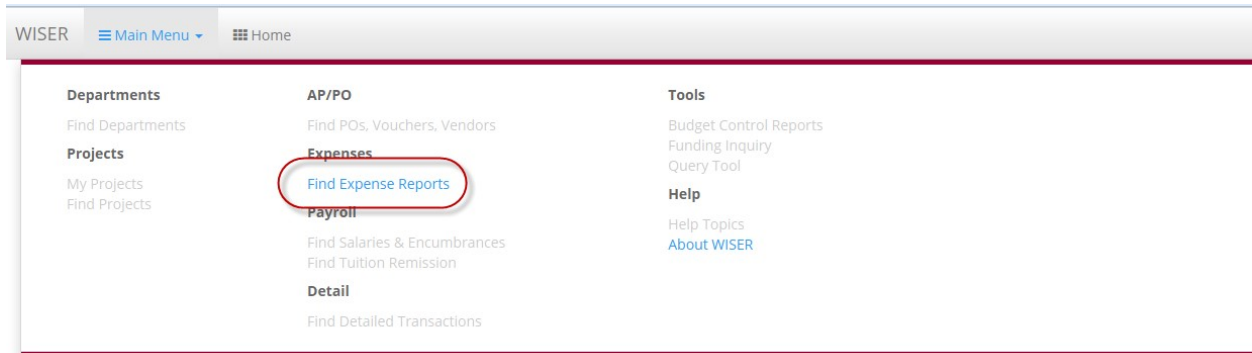 WISER Main Menu Home
Departments
Find Departments
Projects
My Projects
Find Projects
AP/PO
Find POs, Vouchers, Vendors
Expenses
Find Expense Reports
Payroll
Find Salaries & Encumbrances
Find Tuition Remission
Detail
Find Detailed Transactions
Tools
Budget Control Reports
Funding Inquiry
Query Tool
Help
Help Topics
About WISER